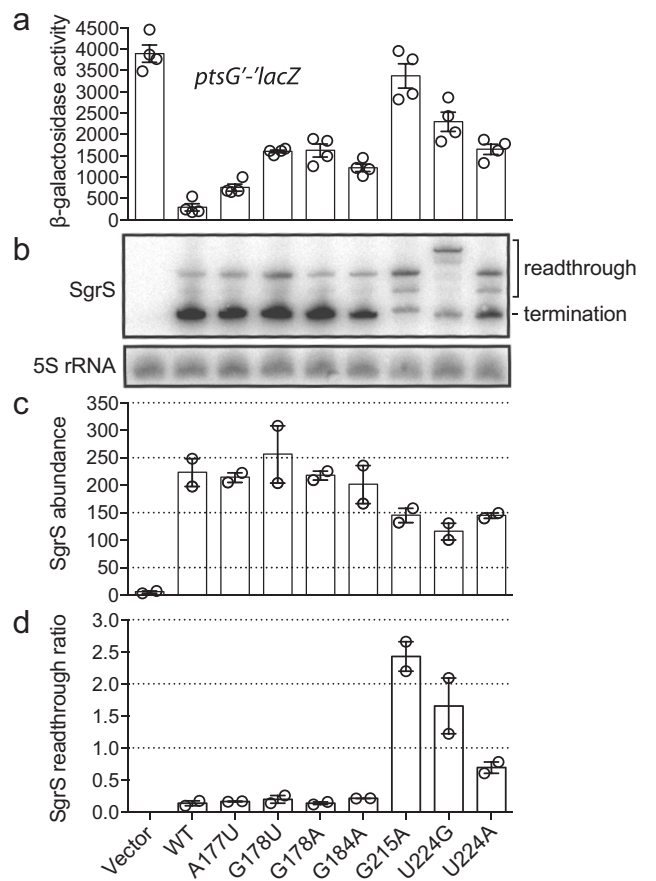 a
β-galactosidase activity
4500
4000
3500
3000
2500
2000
1500
1000
500
0
ptsG'-'lacZ
b
SgrS
readthrough
termination
5S rRNA
c
SgrS abundance
350
300
250
200
150
100
50
0
d
SgrS readthrough ratio
3.0
2.5
2.0
1.5
1.0
0.5
0.0
Vector
WT
A177U
G178U
G178A
G184A
G215A
U224G
U224A